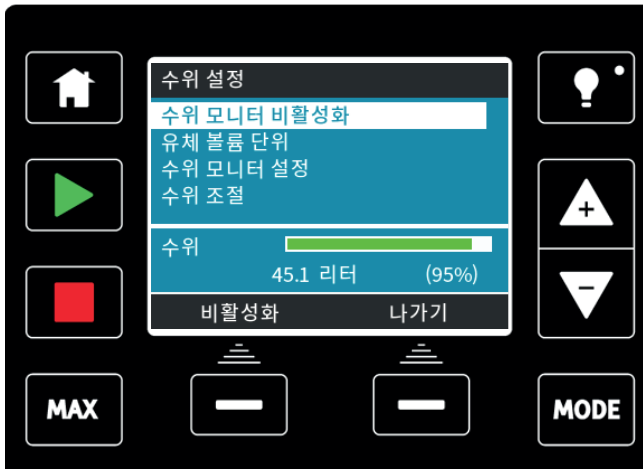 수위 설정
수위 모니터 비활성화
유체 볼륨 단위
수위 모니터 설정
수위 조절
수위
45.1 리터 (95%)
비활성화 나가기
+
−
MAX
MODE